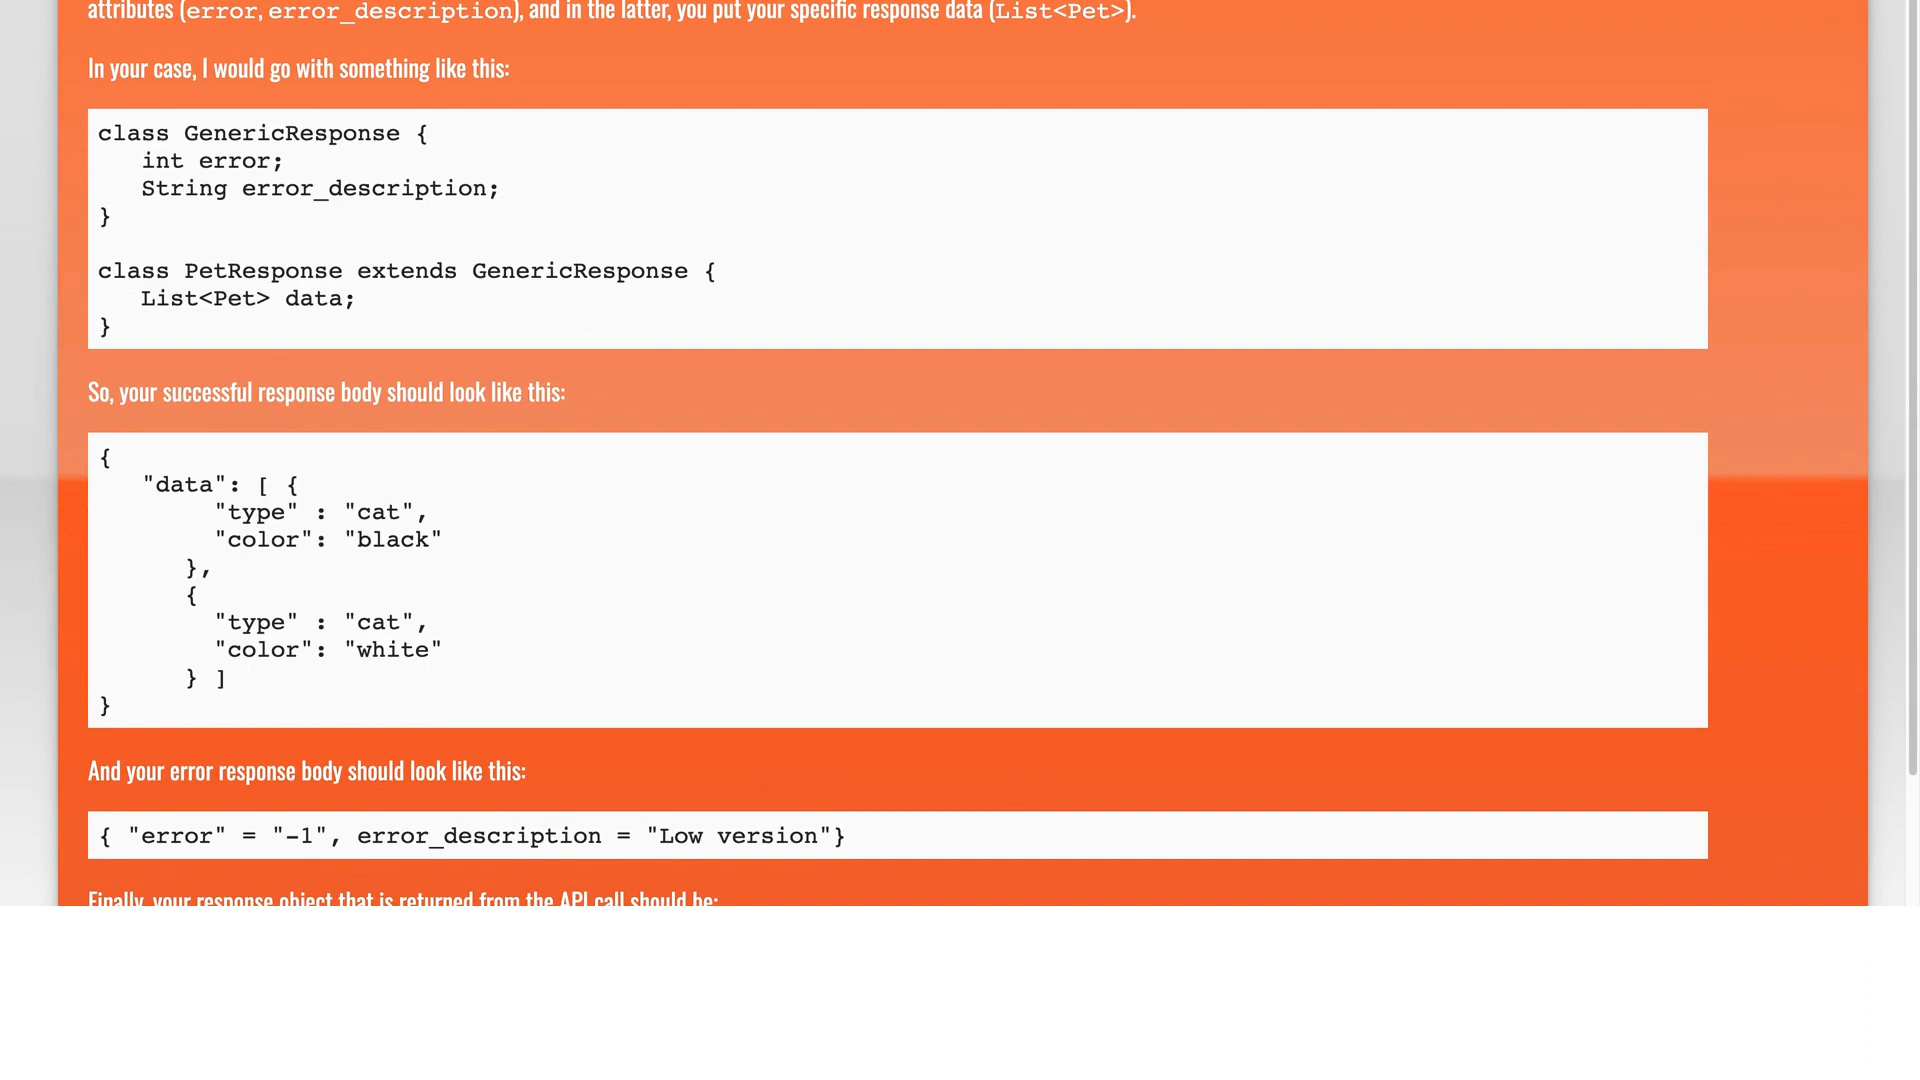 attributes (error, error_description), and in the latter, you put your specific response data (List<Pet>).
In your case, I would go with something like this:
class GenericResponse {
   int error;
   String error_description;
}
class PetResponse extends GenericResponse {
   List<Pet> data;
}
So, your successful response body should look like this:
{
   "data": [ {
        "type" : "cat",
        "color": "black"
      },
      {
        "type" : "cat",
        "color": "white"
      } ]
}
And your error response body should look like this:
{ "error" = "-1", error_description = "Low version"}
Finally, your response object that is returned from the API call should be: